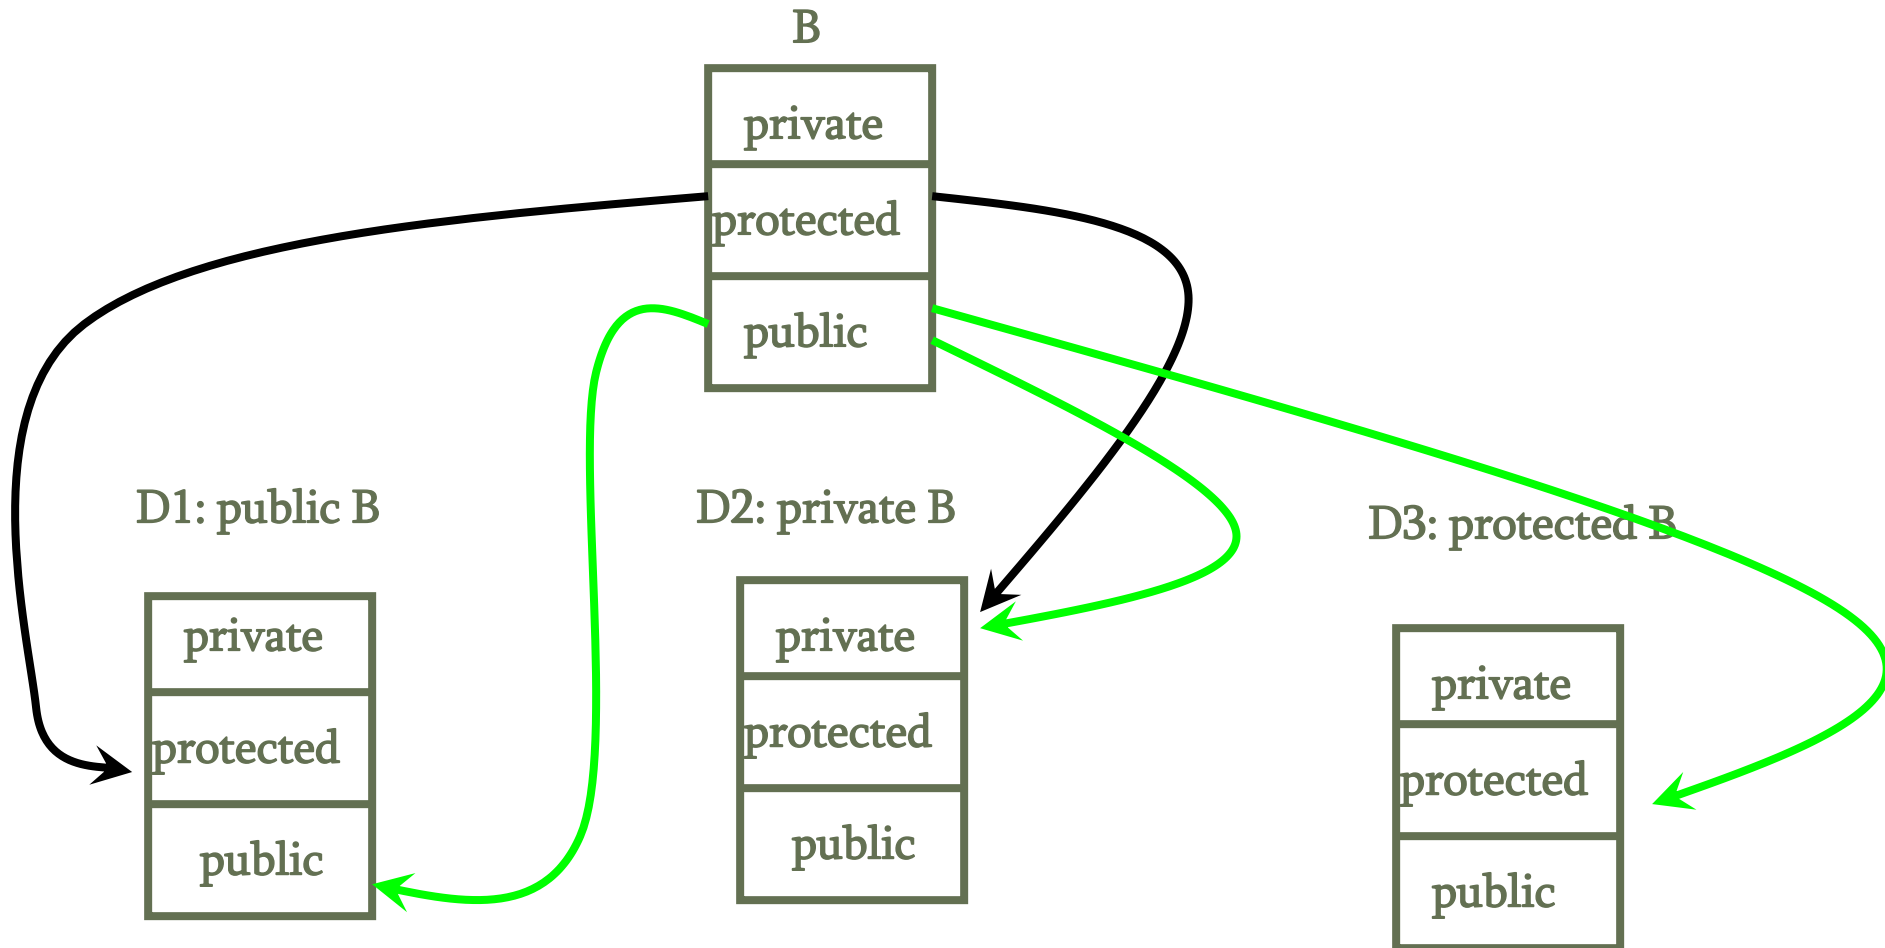 B
private
protected
public
D1: public B
private
protected
public
D2: private B
private
protected
public
D3: protected B
private
protected
public